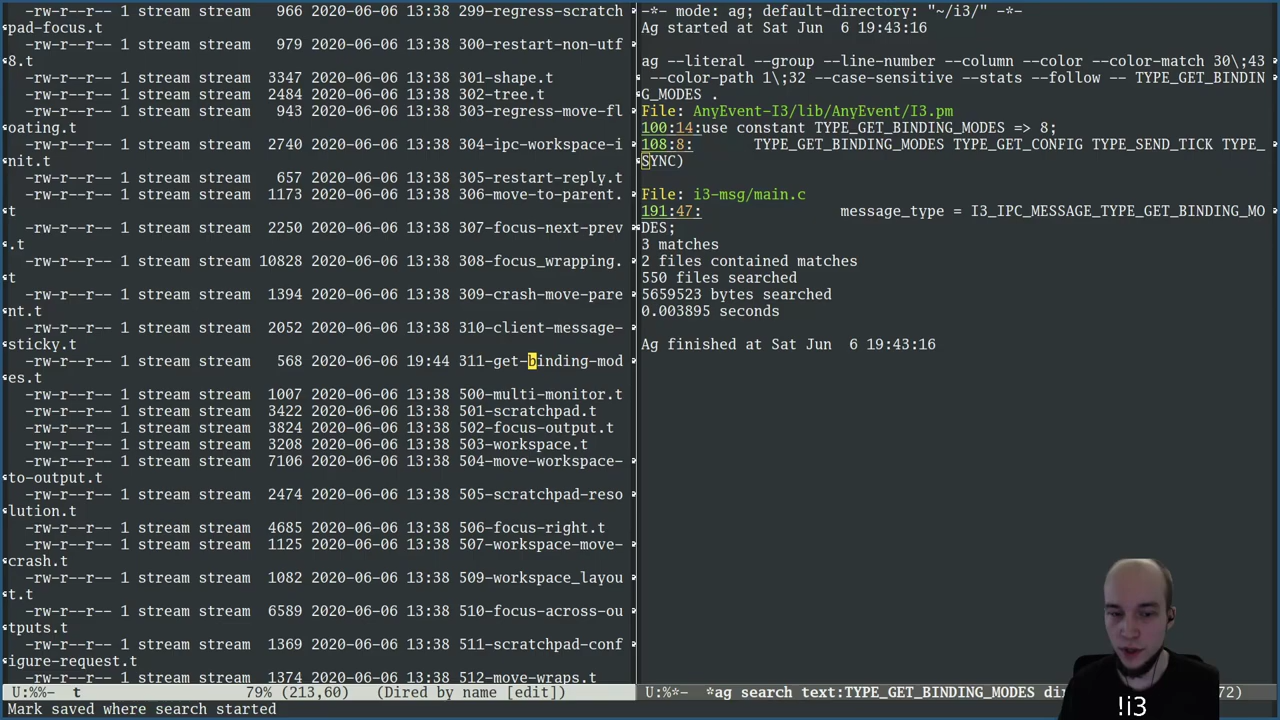 -rw-r--r-- 1 stream stream   966 2020-06-06 13:38 299-regress-scratch
pad-focus.t
-rw-r--r-- 1 stream stream   979 2020-06-06 13:38 300-restart-non-utf
8.t
-rw-r--r-- 1 stream stream  3347 2020-06-06 13:38 301-shape.t
-rw-r--r-- 1 stream stream  2484 2020-06-06 13:38 302-tree.t
-rw-r--r-- 1 stream stream   943 2020-06-06 13:38 303-regress-move-fl
oating.t
-rw-r--r-- 1 stream stream  2740 2020-06-06 13:38 304-ipc-workspace-i
nit.t
-rw-r--r-- 1 stream stream   657 2020-06-06 13:38 305-restart-reply.t
-rw-r--r-- 1 stream stream  1173 2020-06-06 13:38 306-move-to-parent.
t
-rw-r--r-- 1 stream stream  2250 2020-06-06 13:38 307-focus-next-prev
.t
-rw-r--r-- 1 stream stream 10828 2020-06-06 13:38 308-focus_wrapping.
t
-rw-r--r-- 1 stream stream  1394 2020-06-06 13:38 309-crash-move-pare
nt.t
-rw-r--r-- 1 stream stream  2052 2020-06-06 13:38 310-client-message-
sticky.t
-rw-r--r-- 1 stream stream   568 2020-06-06 19:44 311-get-binding-mod
es.t
-rw-r--r-- 1 stream stream  1007 2020-06-06 13:38 500-multi-monitor.t
-rw-r--r-- 1 stream stream  3422 2020-06-06 13:38 501-scratchpad.t
-rw-r--r-- 1 stream stream  3824 2020-06-06 13:38 502-focus-output.t
-rw-r--r-- 1 stream stream  3208 2020-06-06 13:38 503-workspace.t
-rw-r--r-- 1 stream stream  7106 2020-06-06 13:38 504-move-workspace-
to-output.t
-rw-r--r-- 1 stream stream  2474 2020-06-06 13:38 505-scratchpad-reso
lution.t
-rw-r--r-- 1 stream stream  4685 2020-06-06 13:38 506-focus-right.t
-rw-r--r-- 1 stream stream  1125 2020-06-06 13:38 507-workspace-move-
crash.t
-rw-r--r-- 1 stream stream  1082 2020-06-06 13:38 509-workspace_layou
t.t
-rw-r--r-- 1 stream stream  6589 2020-06-06 13:38 510-focus-across-ou
tputs.t
-rw-r--r-- 1 stream stream  1369 2020-06-06 13:38 511-scratchpad-conf
igure-request.t
-rw-r--r-- 1 stream stream  1374 2020-06-06 13:38 512-move-wraps.t
U:%%-  t                   79% (213,60)   (Dired by name [edit])
Mark saved where search started
-*- mode: ag; default-directory: "~/i3/" -*-
Ag started at Sat Jun  6 19:43:16
ag --literal --group --line-number --column --color --color-match 30\;43
 --color-path 1\;32 --case-sensitive --stats --follow -- TYPE_GET_BINDIN
G_MODES .
File: AnyEvent-I3/lib/AnyEvent/I3.pm
100:14:use constant TYPE_GET_BINDING_MODES => 8;
108:8:       TYPE_GET_BINDING_MODES TYPE_GET_CONFIG TYPE_SEND_TICK TYPE_
SYNC)
File: i3-msg/main.c
191:47:                message_type = I3_IPC_MESSAGE_TYPE_GET_BINDING_MO
DES;
3 matches
2 files contained matches
550 files searched
5659523 bytes searched
0.003895 seconds
Ag finished at Sat Jun  6 19:43:16
U:%*-  *ag search text:TYPE_GET_BINDING_MODES di 72)
!i3